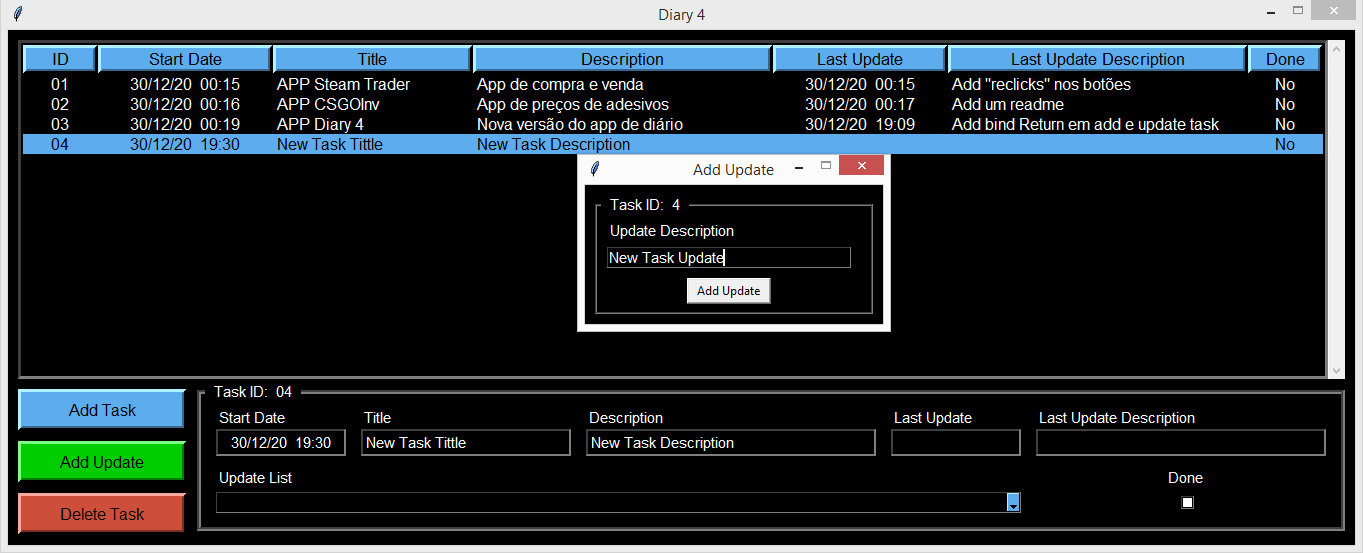 Diary 4
ID Start Date Title Description Last Update Last Update Description Done
01 30/12/20 00:15 APP Steam Trader App de compra e venda 30/12/20 00:15 Add "reclicks" nos botões No
02 30/12/20 00:16 APP CSGOInv App de preços de adesivos 30/12/20 00:17 Add um readme No
03 30/12/20 00:19 APP Diary 4 Nova versão do app de diário 30/12/20 19:09 Add bind Return em add e update task No
04 30/12/20 19:30 New Task Tittle New Task Description No
Add Update
Task ID: 4
Update Description
New Task Update
Add Update
Add Task
Add Update
Delete Task
Task ID: 04
Start Date Title Description Last Update Last Update Description
30/12/20 19:30 New Task Tittle New Task Description
Update List Done